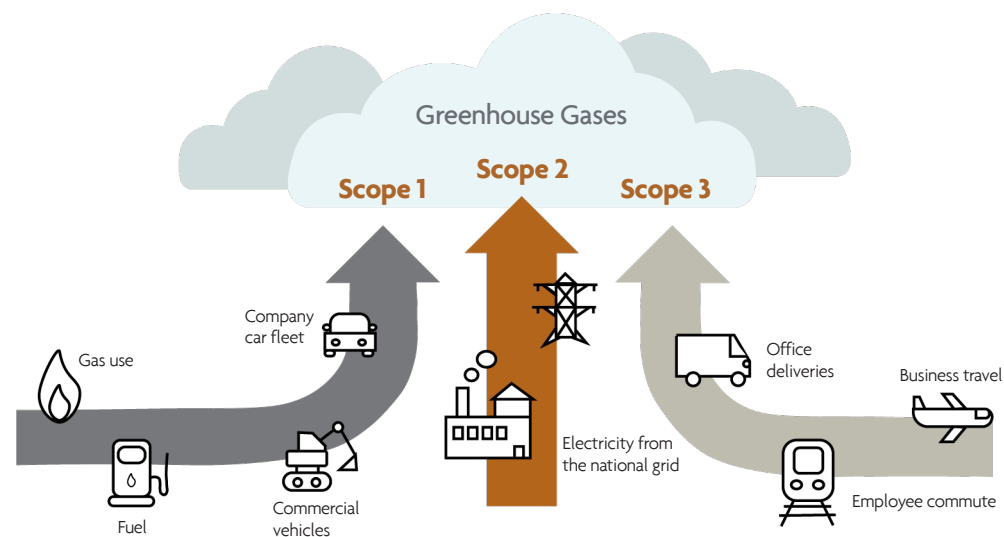 Greenhouse Gases
Scope 1
Scope 2
Scope 3
Gas use
Company
car fleet
Fuel
Commercial
vehicles
Electricity from
the national grid
Office
deliveries
Business travel
Employee commute